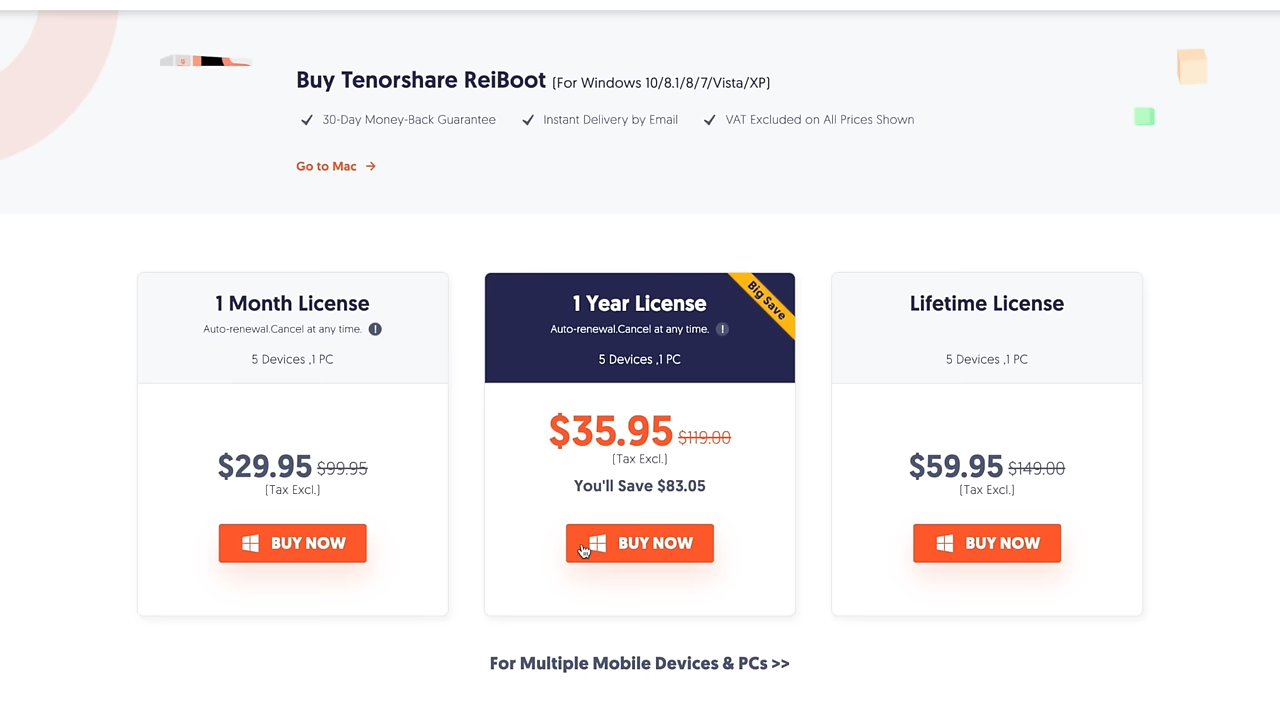 Buy Tenorshare ReiBoot (For Windows 10/8.1/8/7/Vista/XP)
30-Day Money-Back Guarantee Instant Delivery by Email VAT Excluded on All Prices Shown
Go to Mac →
1 Month License
Auto-renewal.Cancel at any time. !
5 Devices ,1 PC
$29.95 $99.95
(Tax Excl.)
BUY NOW
Big Save
1 Year License
Auto-renewal.Cancel at any time. !
5 Devices ,1 PC
$35.95 $119.00
(Tax Excl.)
You'll Save $83.05
BUY NOW
Lifetime License
5 Devices ,1 PC
$59.95 $149.00
(Tax Excl.)
BUY NOW
For Multiple Mobile Devices & PCs >>